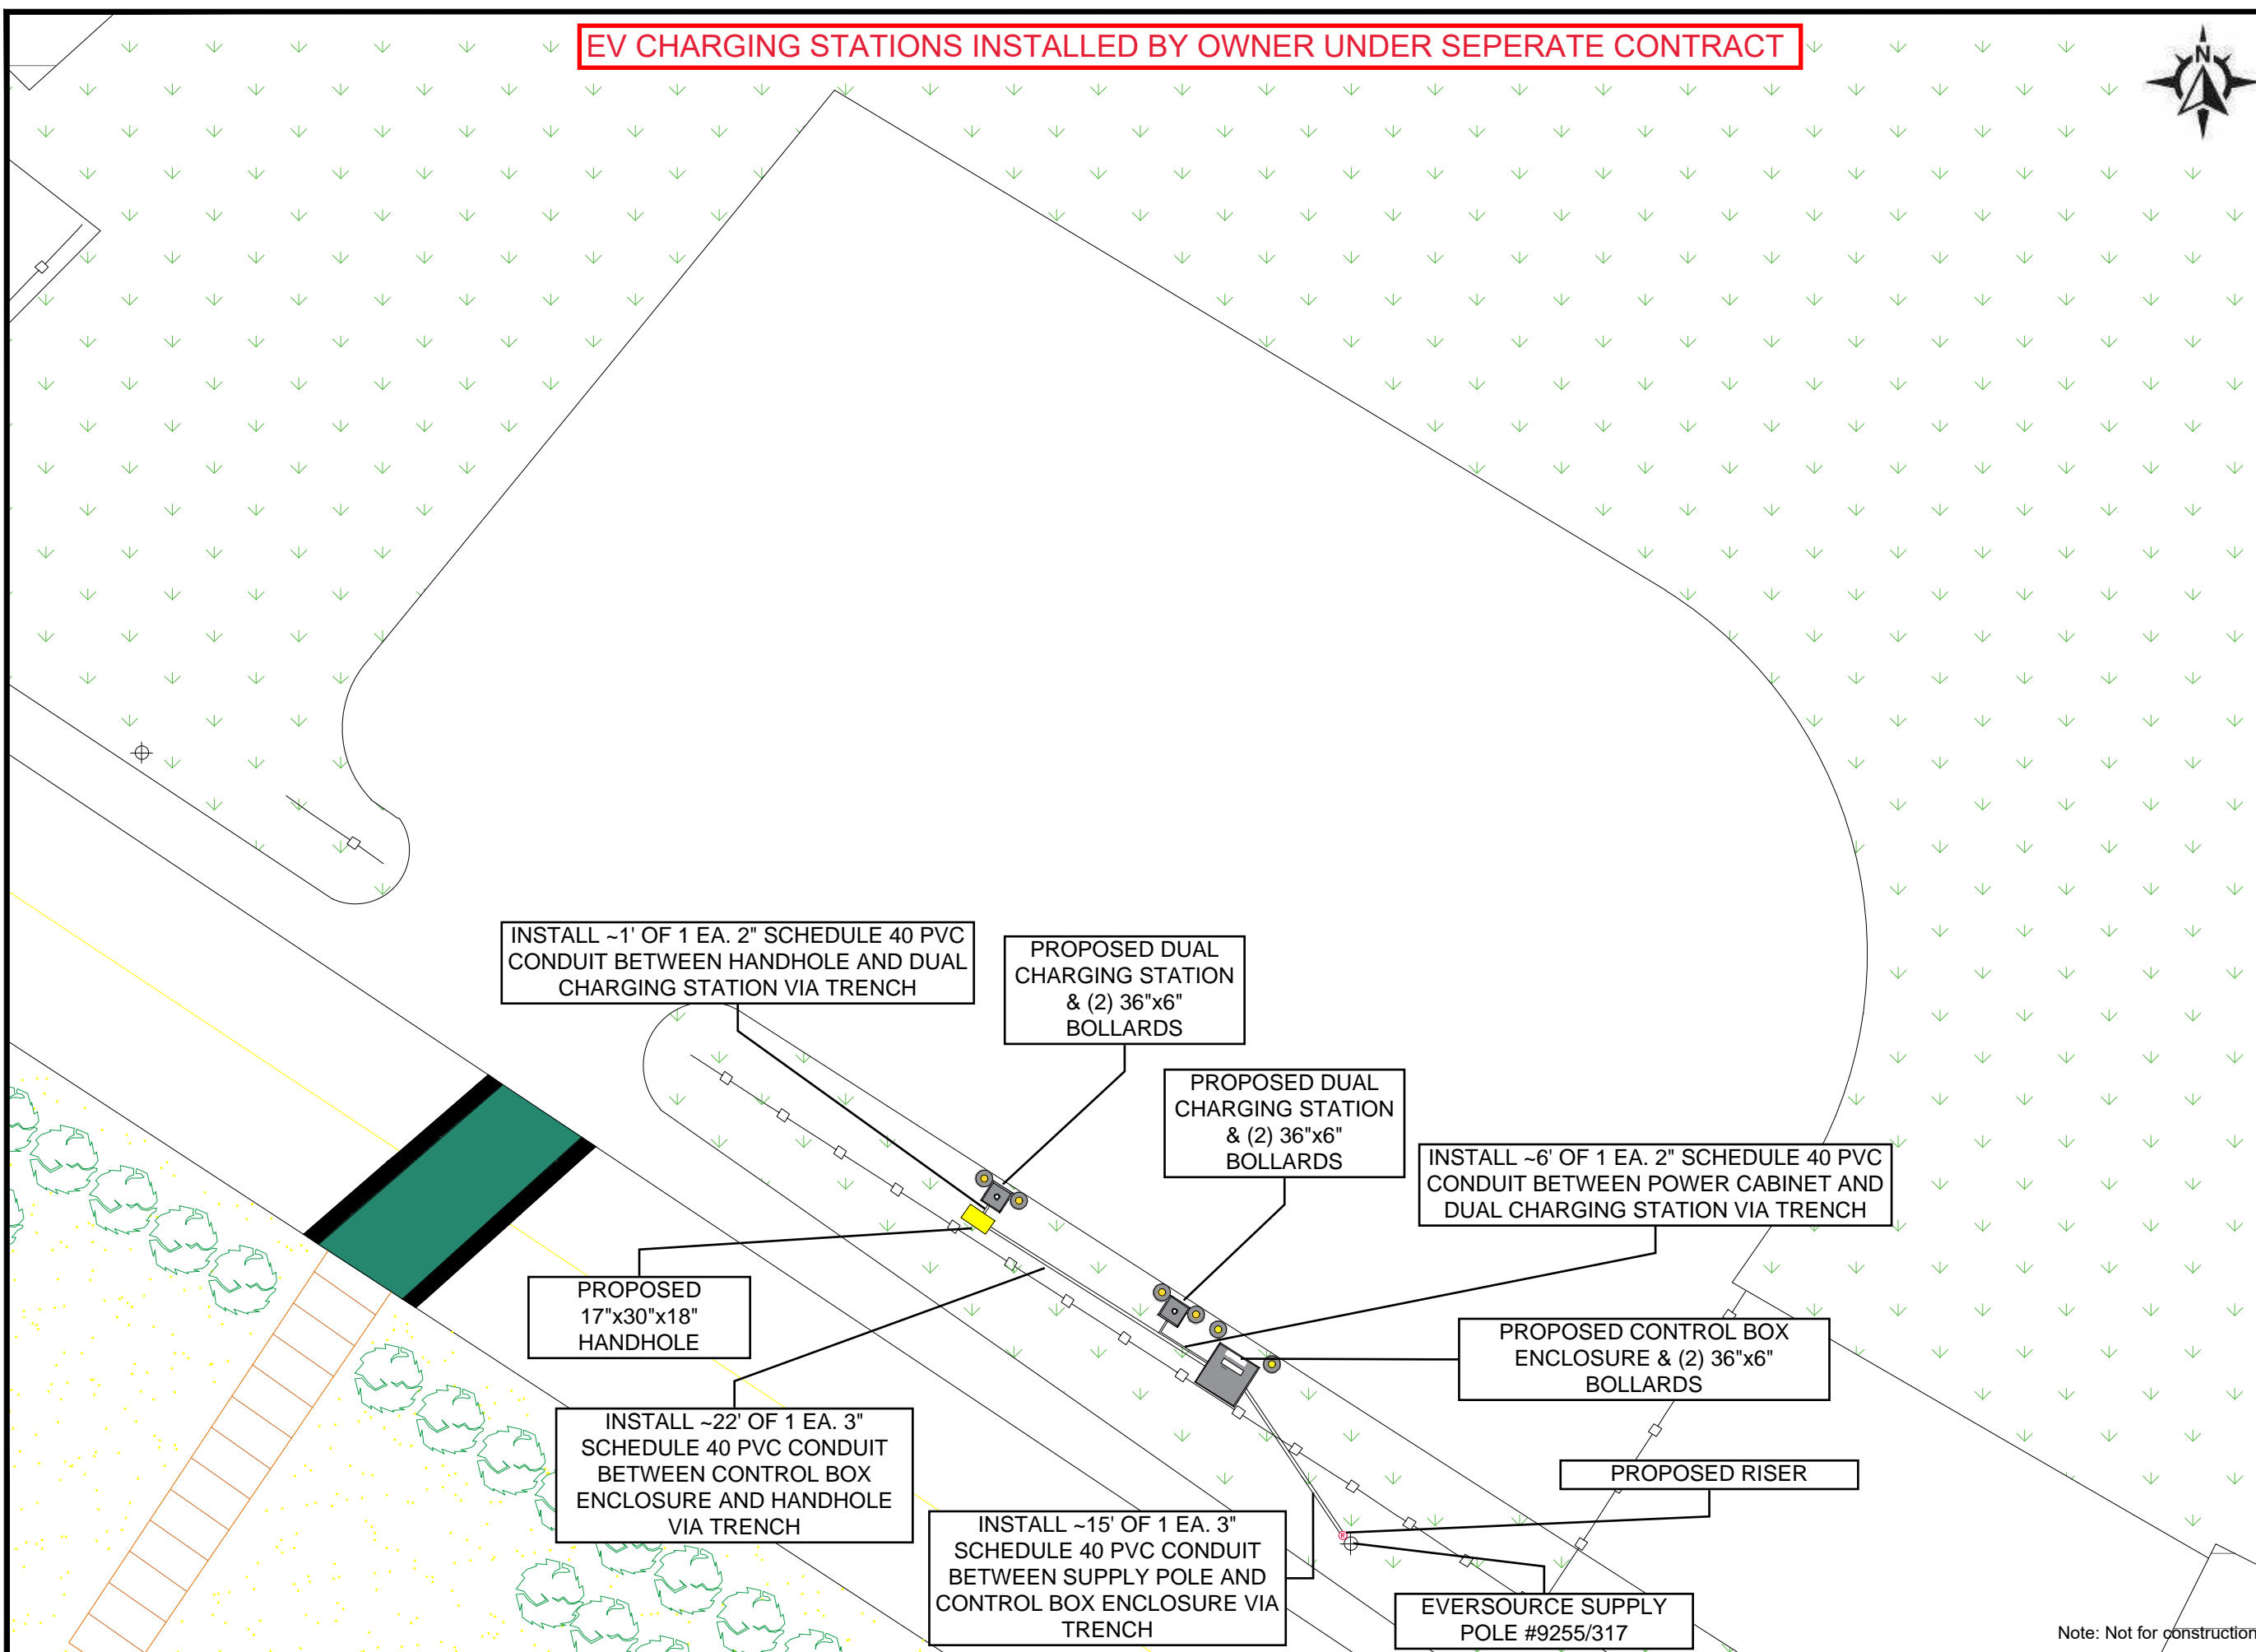 EV CHARGING STATIONS INSTALLED BY OWNER UNDER SEPERATE CONTRACT
N
INSTALL ~1' OF 1 EA. 2" SCHEDULE 40 PVC
CONDUIT BETWEEN HANDHOLE AND DUAL
CHARGING STATION VIA TRENCH
PROPOSED DUAL
CHARGING STATION
& (2) 36"x6"
BOLLARDS
PROPOSED DUAL
CHARGING STATION
& (2) 36"x6"
BOLLARDS
INSTALL ~6' OF 1 EA. 2" SCHEDULE 40 PVC
CONDUIT BETWEEN POWER CABINET AND
DUAL CHARGING STATION VIA TRENCH
PROPOSED
17"x30"x18"
HANDHOLE
PROPOSED CONTROL BOX
ENCLOSURE & (2) 36"x6"
BOLLARDS
INSTALL ~22' OF 1 EA. 3"
SCHEDULE 40 PVC CONDUIT
BETWEEN CONTROL BOX
ENCLOSURE AND HANDHOLE
VIA TRENCH
PROPOSED RISER
INSTALL ~15' OF 1 EA. 3"
SCHEDULE 40 PVC CONDUIT
BETWEEN SUPPLY POLE AND
CONTROL BOX ENCLOSURE VIA
TRENCH
R
EVERSOURCE SUPPLY
POLE #9255/317
Note: Not for construction